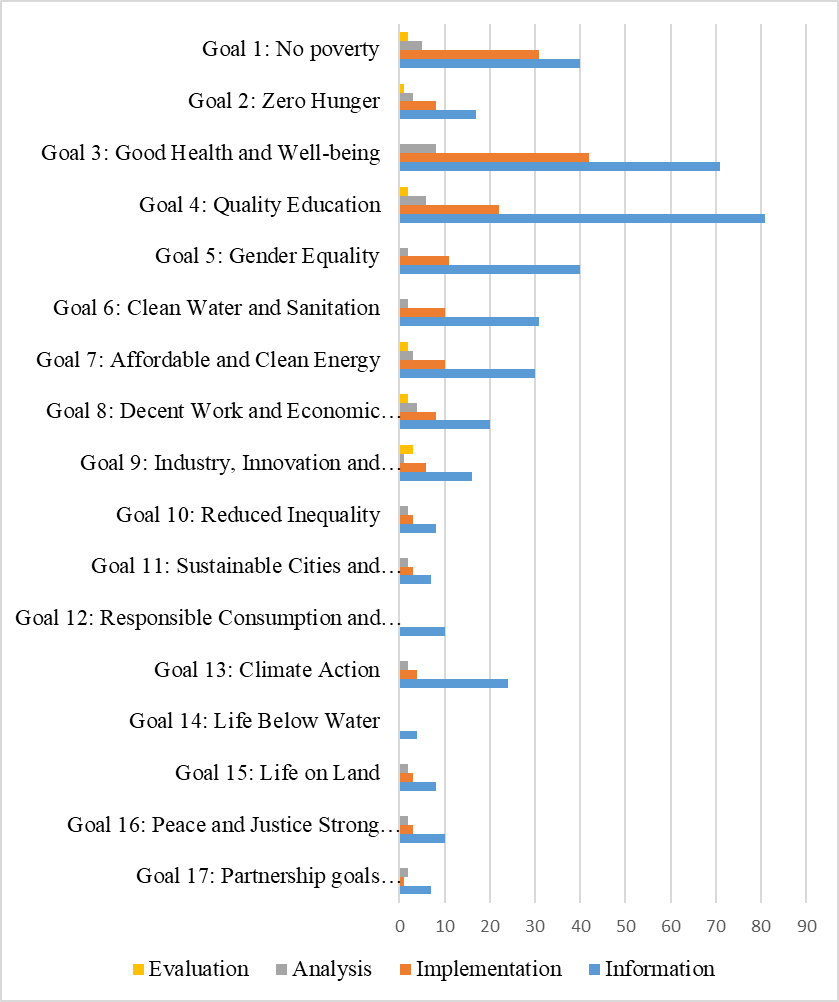 Goal 1: No poverty
Goal 2: Zero Hunger
Goal 3: Good Health and Well-being
Goal 4: Quality Education
Goal 5: Gender Equality
Goal 6: Clean Water and Sanitation
Goal 7: Affordable and Clean Energy
Goal 8: Decent Work and Economic…
Goal 9: Industry, Innovation and…
Goal 10: Reduced Inequality
Goal 11: Sustainable Cities and…
Goal 12: Responsible Consumption and…
Goal 13: Climate Action
Goal 14: Life Below Water
Goal 15: Life on Land
Goal 16: Peace and Justice Strong…
Goal 17: Partnership goals…
0 10 20 30 40 50 60 70 80 90
Evaluation Analysis Implementation Information